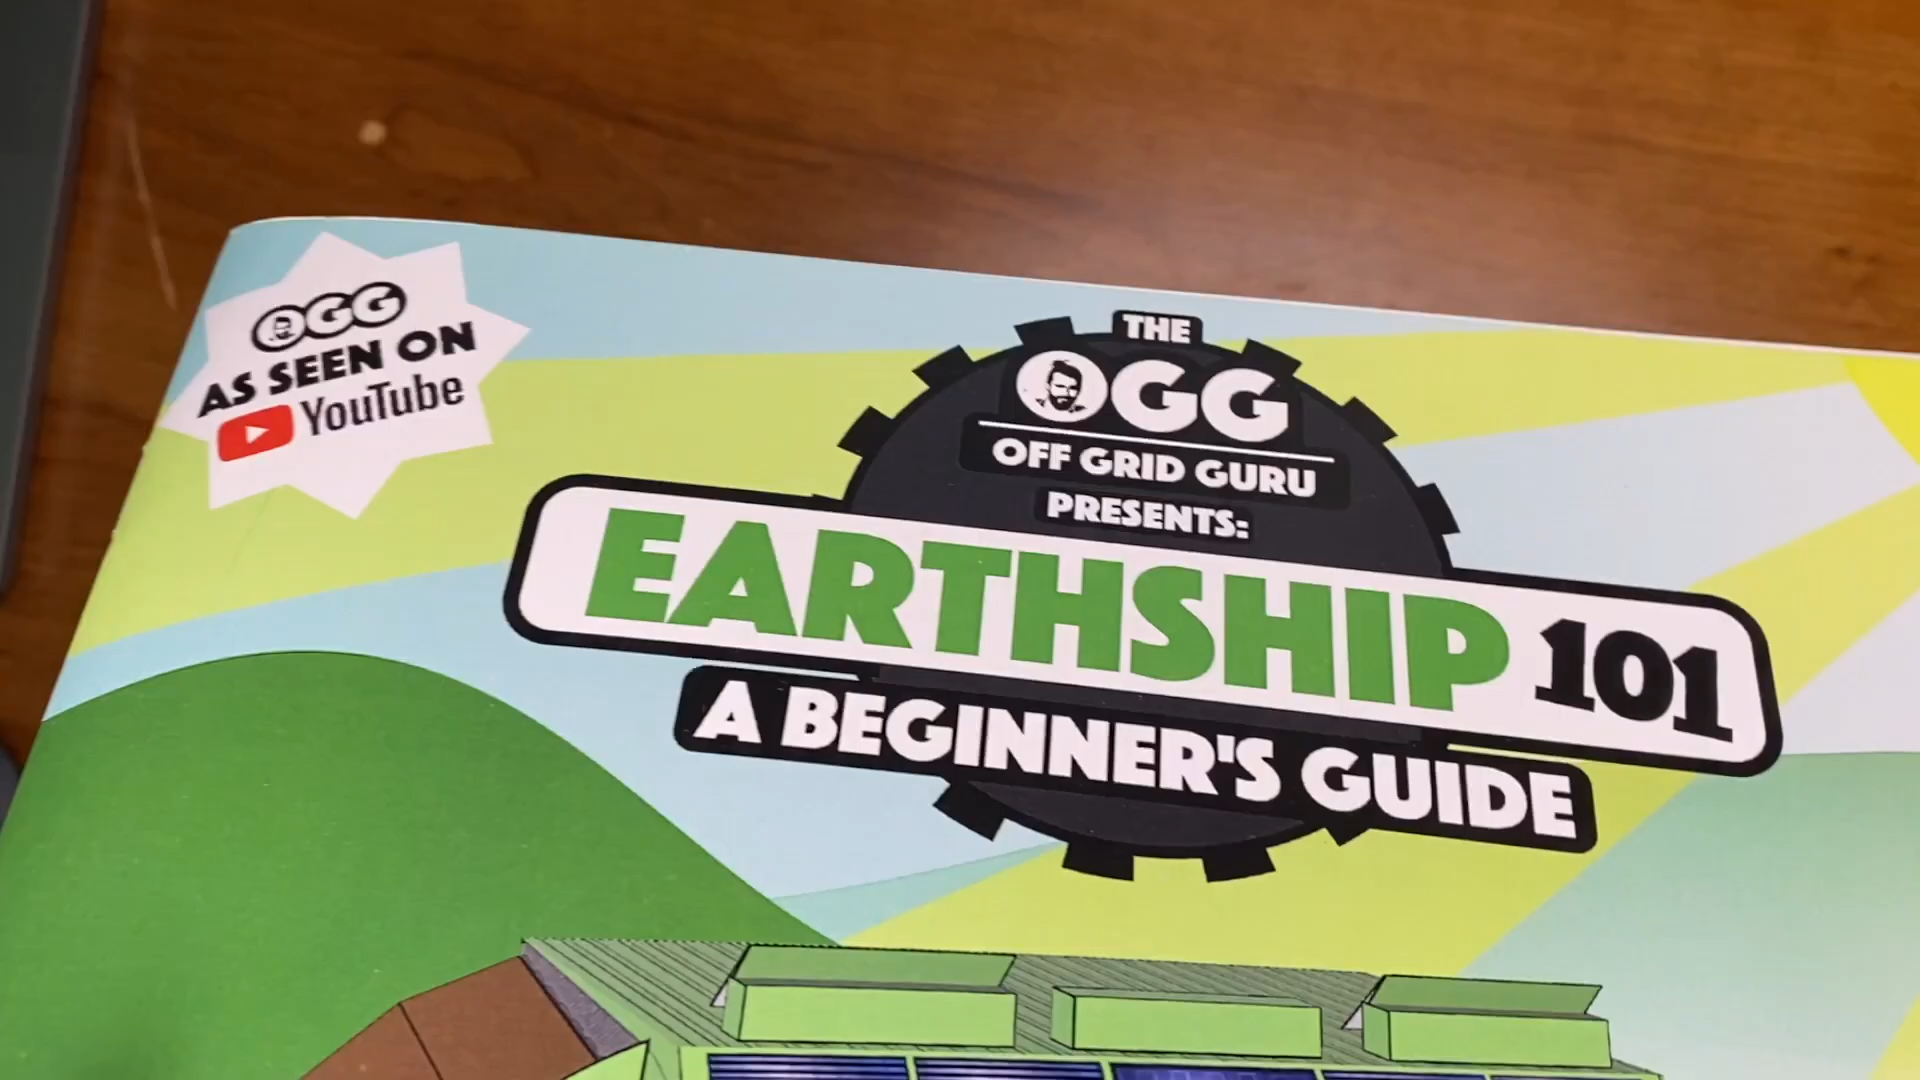 OGG
AS SEEN ON
YouTube
THE
OGG
OFF GRID GURU
PRESENTS:
EARTHSHIP 101
A BEGINNER'S GUIDE